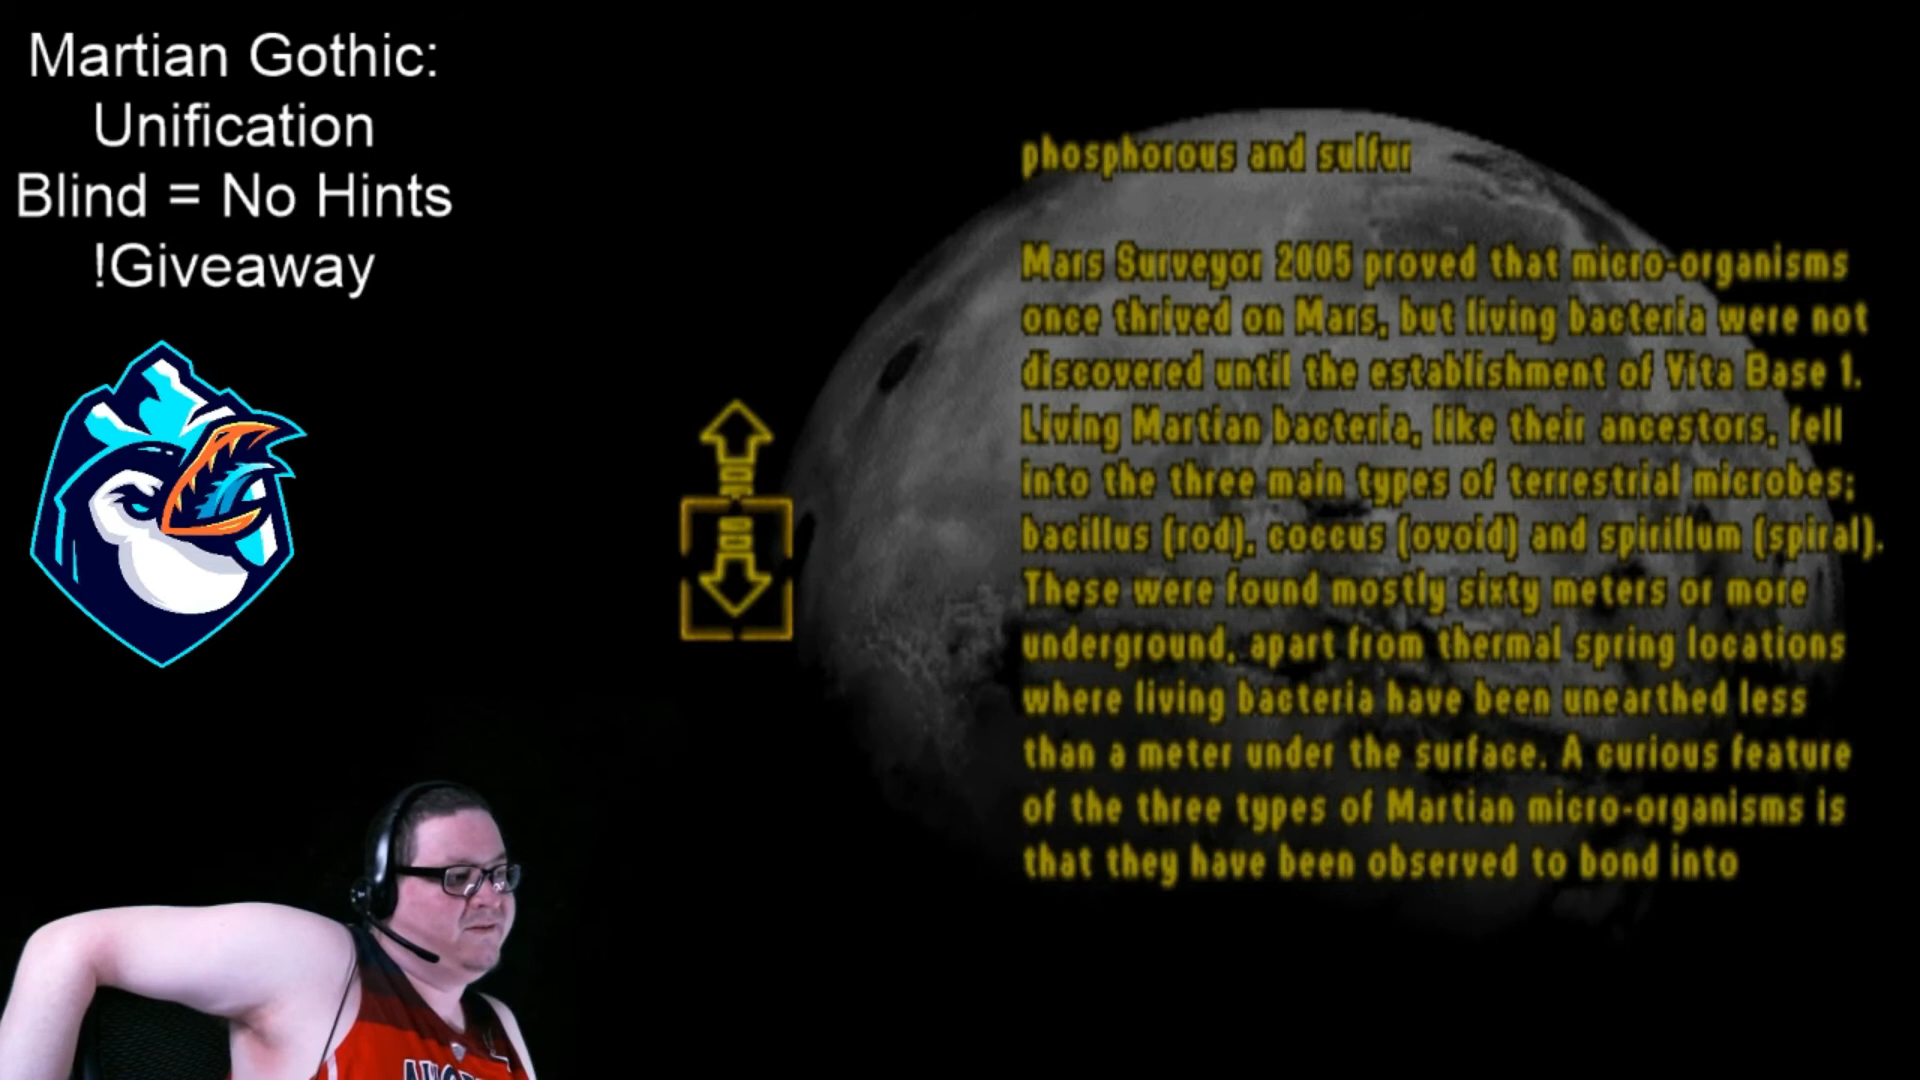 Martian Gothic:
Unification
Blind = No Hints
!Giveaway
phosphorous and sulfur
Mars Surveyor 2005 proved that micro-organisms
once thrived on Mars, but living bacteria were not
discovered until the establishment of Vita Base 1.
Living Martian bacteria, like their ancestors, fell
into the three main types of terrestrial microbes;
bacillus (rod), coccus (ovoid) and spirillum (spiral).
These were found mostly sixty meters or more
underground, apart from thermal spring locations
where living bacteria have been unearthed less
than a meter under the surface. A curious feature
of the three types of Martian micro-organisms is
that they have been observed to bond into